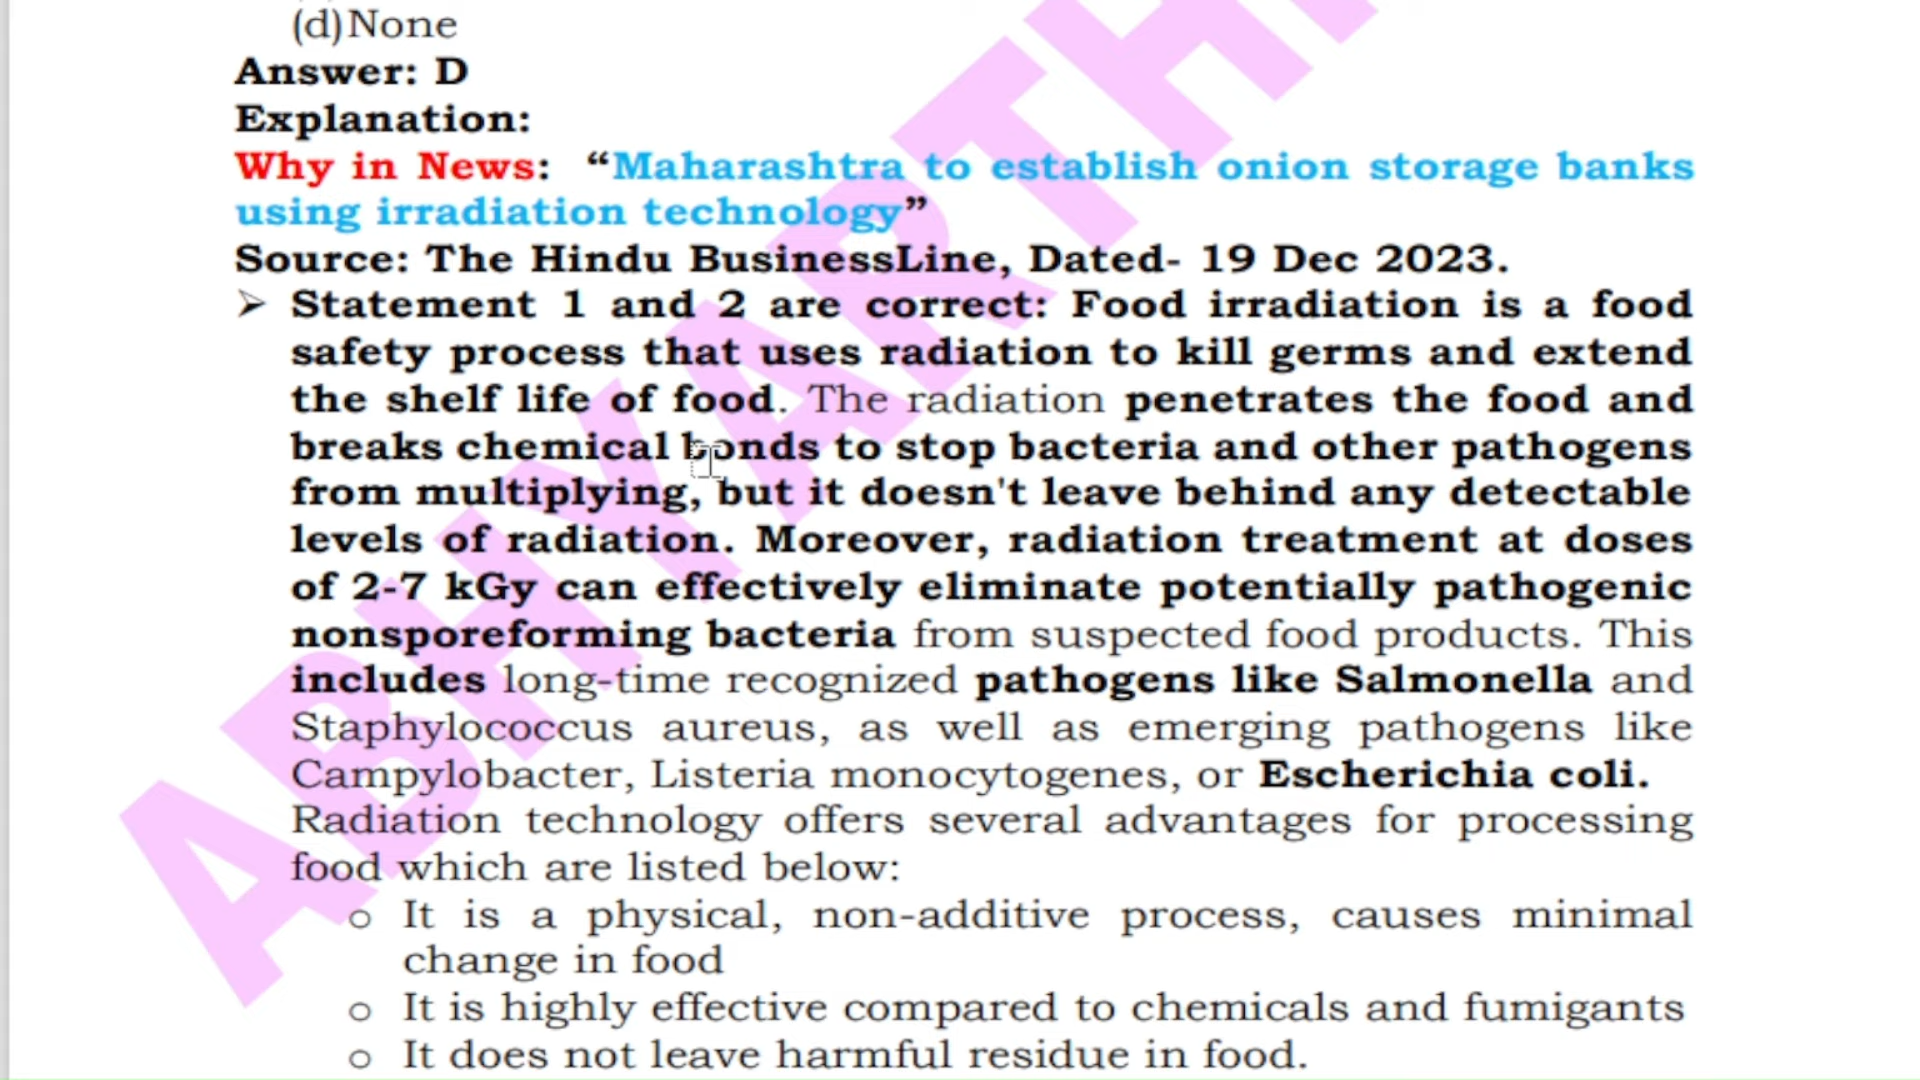 (d)None
Answer: D
Explanation:
Why in News: “Maharashtra to establish onion storage banks
using irradiation technology”
Source: The Hindu BusinessLine, Dated- 19 Dec 2023.
➢ Statement 1 and 2 are correct: Food irradiation is a food
safety process that uses radiation to kill germs and extend
the shelf life of food. The radiation penetrates the food and
breaks chemical bonds to stop bacteria and other pathogens
from multiplying, but it doesn't leave behind any detectable
levels of radiation. Moreover, radiation treatment at doses
of 2-7 kGy can effectively eliminate potentially pathogenic
nonsporeforming bacteria from suspected food products. This
includes long-time recognized pathogens like Salmonella and
Staphylococcus aureus, as well as emerging pathogens like
Campylobacter, Listeria monocytogenes, or Escherichia coli.
Radiation technology offers several advantages for processing
food which are listed below:
o It is a physical, non-additive process, causes minimal
change in food
o It is highly effective compared to chemicals and fumigants
o It does not leave harmful residue in food.
ABHYARTHI